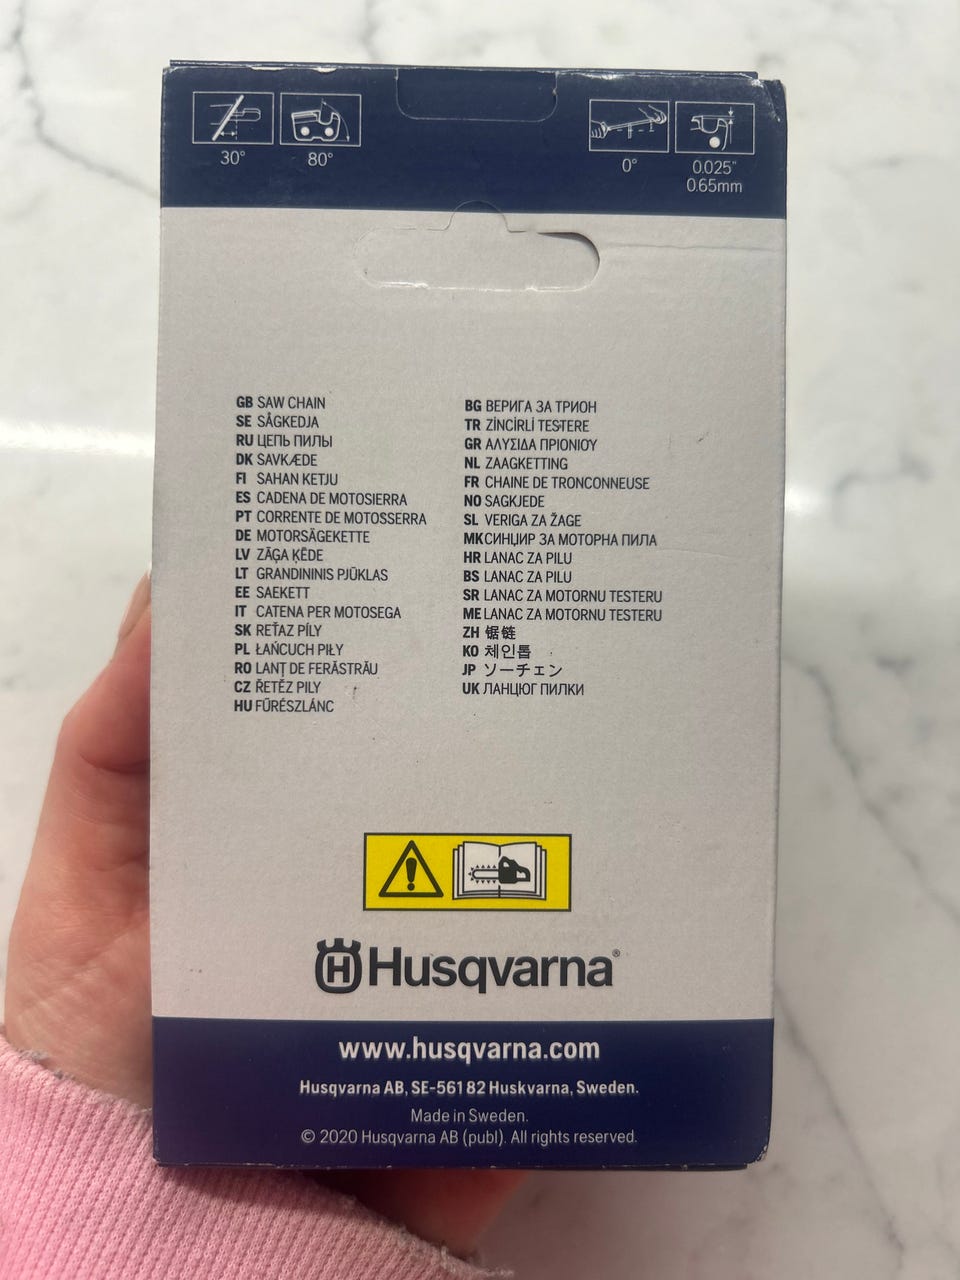 30°
80°
0°
0.025"
0.65mm
GB SAW CHAIN
SE SÅGKEDJA
RU ЦЕПЬ ПИЛЫ
DK SAVKÆDE
FI SAHAN KETJU
ES CADENA DE MOTOSIERRA
PT CORRENTE DE MOTOSSERRA
DE MOTORSÄGEKETTE
LV ZĀĢA ĶĒDE
LT GRANDININIS PJŪKLAS
EE SAEKETT
IT CATENA PER MOTOSEGA
SK REŤAZ PÍLY
PL ŁAŃCUCH PIŁY
RO LANȚ DE FERĂSTRĂU
CZ ŘETĚZ PILY
HU FŰRÉSZLÁNC
BG ВЕРИГА ЗА ТРИОН
TR ZİNCİRLİ TESTERE
GR ΑΛΥΣΙΔΑ ΠΡΙΟΝΙΟΥ
NL ZAAGKETTING
FR CHAINE DE TRONCONNEUSE
NO SAGKJEDE
SL VERIGA ZA ŽAGE
MK СИНЏИР ЗА МОТОРНА ПИЛА
HR LANAC ZA PILU
BS LANAC ZA PILU
SR LANAC ZA MOTORNU TESTERU
ME LANAC ZA MOTORNU TESTERU
ZH 锯链
KO 체인톱
JP ソーチェン
UK ЛАНЦЮГ ПИЛКИ
H Husqvarna®
www.husqvarna.com
Husqvarna AB, SE-561 82 Huskvarna, Sweden.
Made in Sweden.
© 2020 Husqvarna AB (publ). All rights reserved.